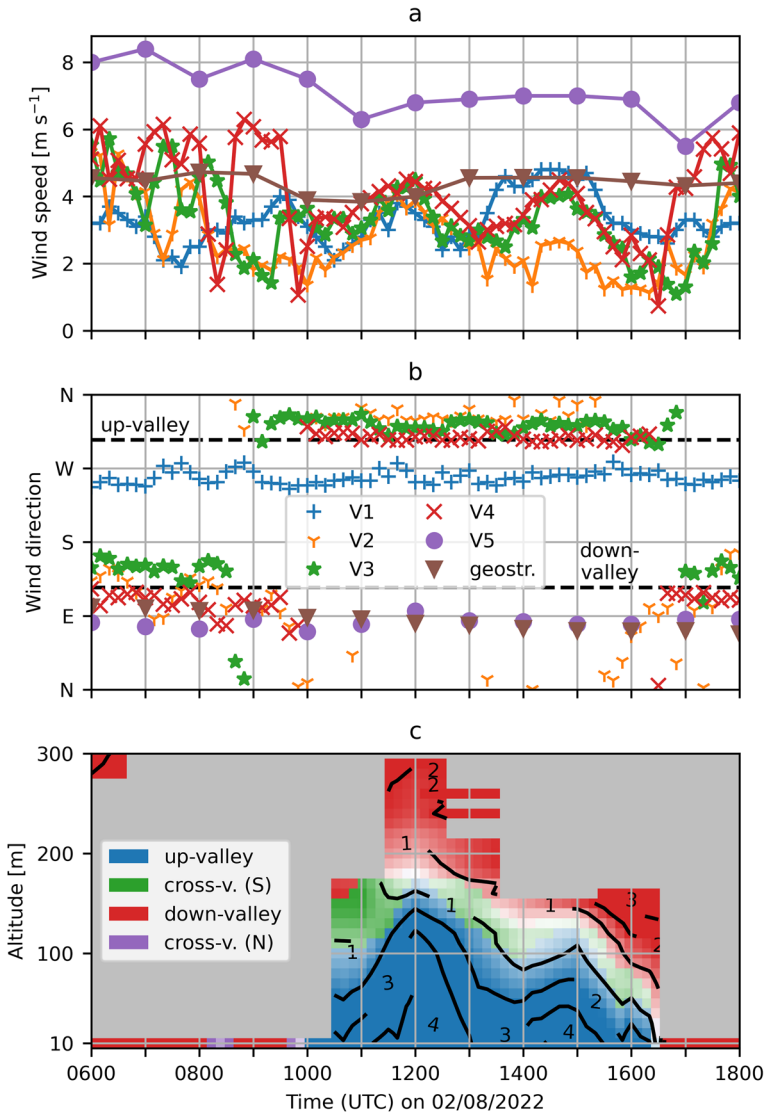 a
8
6
4
2
0
Wind speed [m s⁻¹]
b
N
W
S
E
N
Wind direction
up-valley
down-
valley
V1
V2
V3
V4
V5
geostr.
c
300
200
100
10
Altitude [m]
up-valley
cross-v. (S)
down-valley
cross-v. (N)
2
2
1
1
1
3
1
2
3
2
4
3
4
0600
0800
1000
1200
1400
1600
1800
Time (UTC) on 02/08/2022